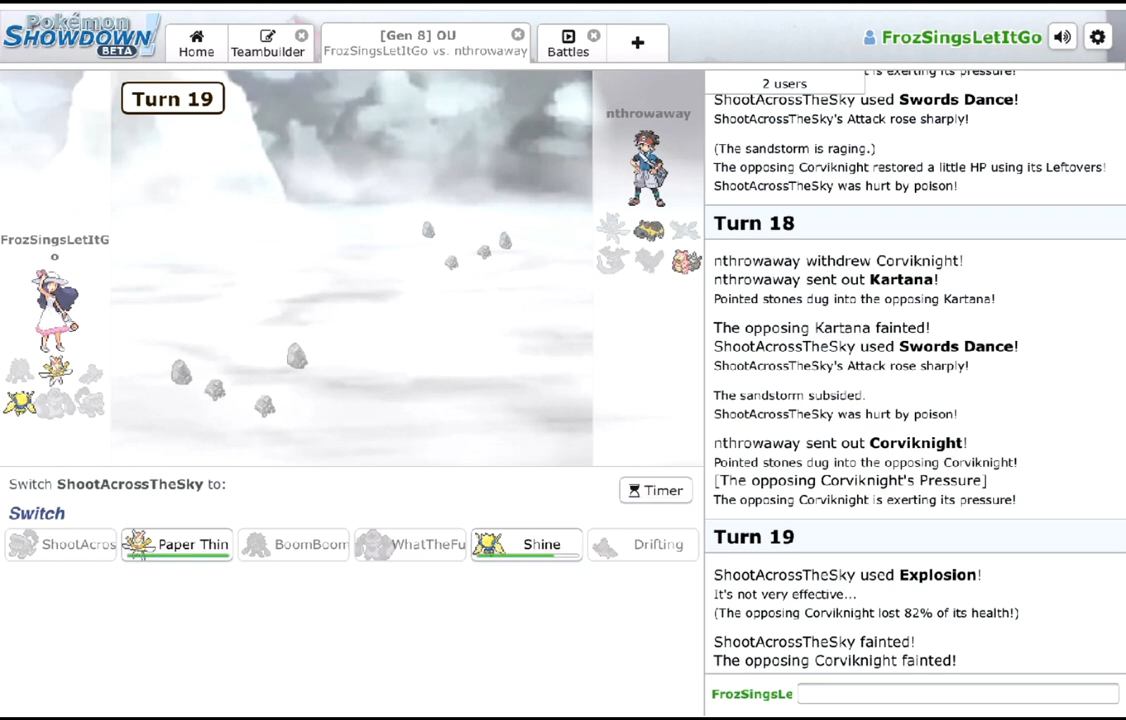 Pokémon
SHOWDOWN!
BETA
Home
Teambuilder
[Gen 8] OU
FrozSingsLetItGo vs. nthrowaway
Battles
+
FrozSingsLetItGo
Turn 19
nthrowaway
FrozSingsLetItG
o
2 users
t is exerting its pressure!
ShootAcrossTheSky used Swords Dance!
ShootAcrossTheSky's Attack rose sharply!
(The sandstorm is raging.)
The opposing Corviknight restored a little HP using its Leftovers!
ShootAcrossTheSky was hurt by poison!
Turn 18
nthrowaway withdrew Corviknight!
nthrowaway sent out Kartana!
Pointed stones dug into the opposing Kartana!
The opposing Kartana fainted!
ShootAcrossTheSky used Swords Dance!
ShootAcrossTheSky's Attack rose sharply!
The sandstorm subsided.
ShootAcrossTheSky was hurt by poison!
nthrowaway sent out Corviknight!
Pointed stones dug into the opposing Corviknight!
[The opposing Corviknight's Pressure]
The opposing Corviknight is exerting its pressure!
Turn 19
ShootAcrossTheSky used Explosion!
It's not very effective...
(The opposing Corviknight lost 82% of its health!)
ShootAcrossTheSky fainted!
The opposing Corviknight fainted!
FrozSingsLe
Switch ShootAcrossTheSky to:
Timer
Switch
ShootAcros
Paper Thin
BoomBoom
WhatTheFu
Shine
Drifting